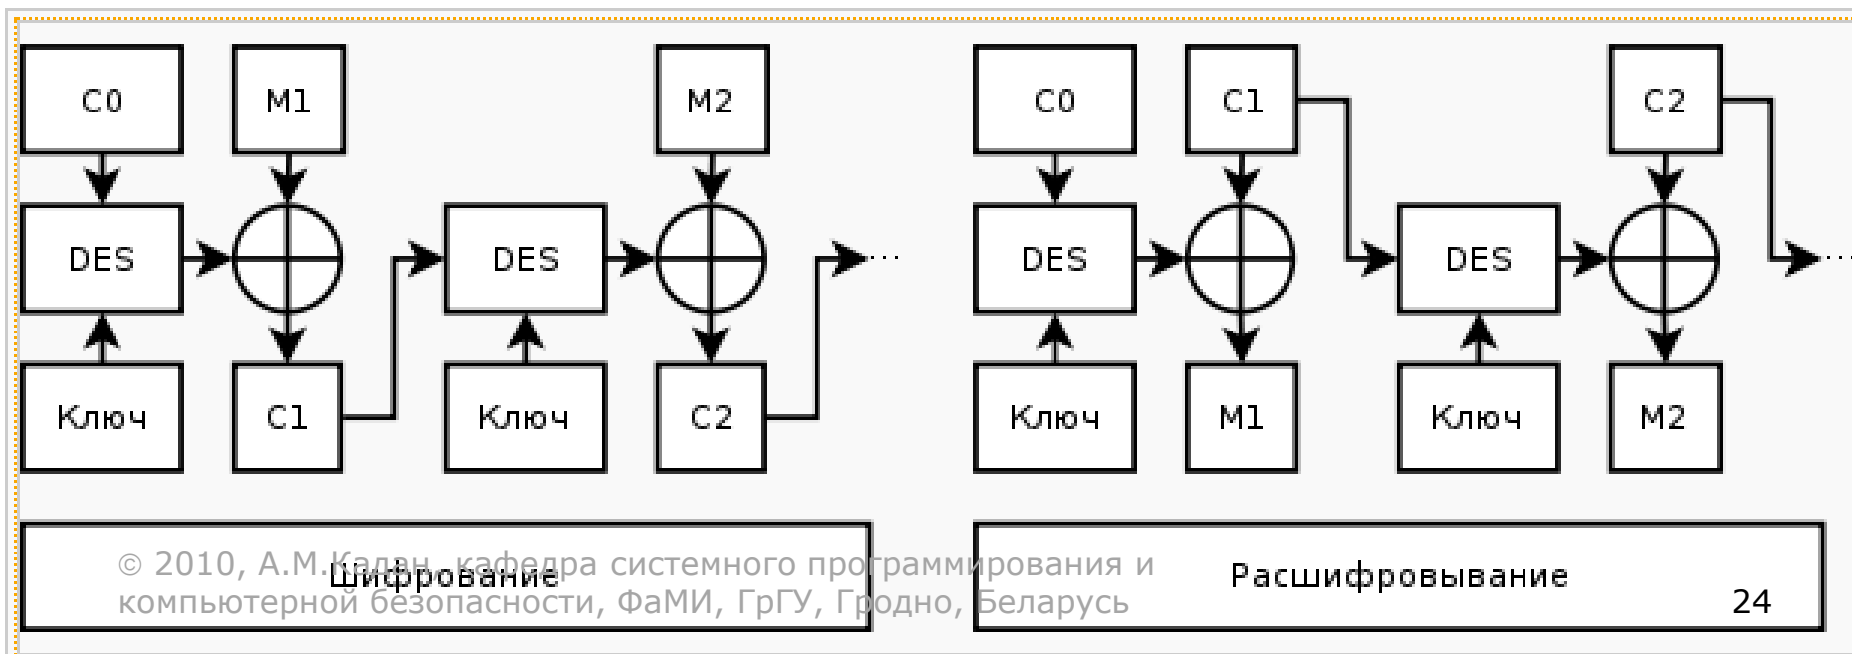 C0 M1 M2 C0 C1 C2
DES DES ... DES DES ...
Ключ C1 Ключ C2 Ключ M1 Ключ M2
Шифрование Расшифровывание
© 2010, А.М.Кадан, кафедра системного программирования и
компьютерной безопасности, ФаМИ, ГрГУ, Гродно, Беларусь
24